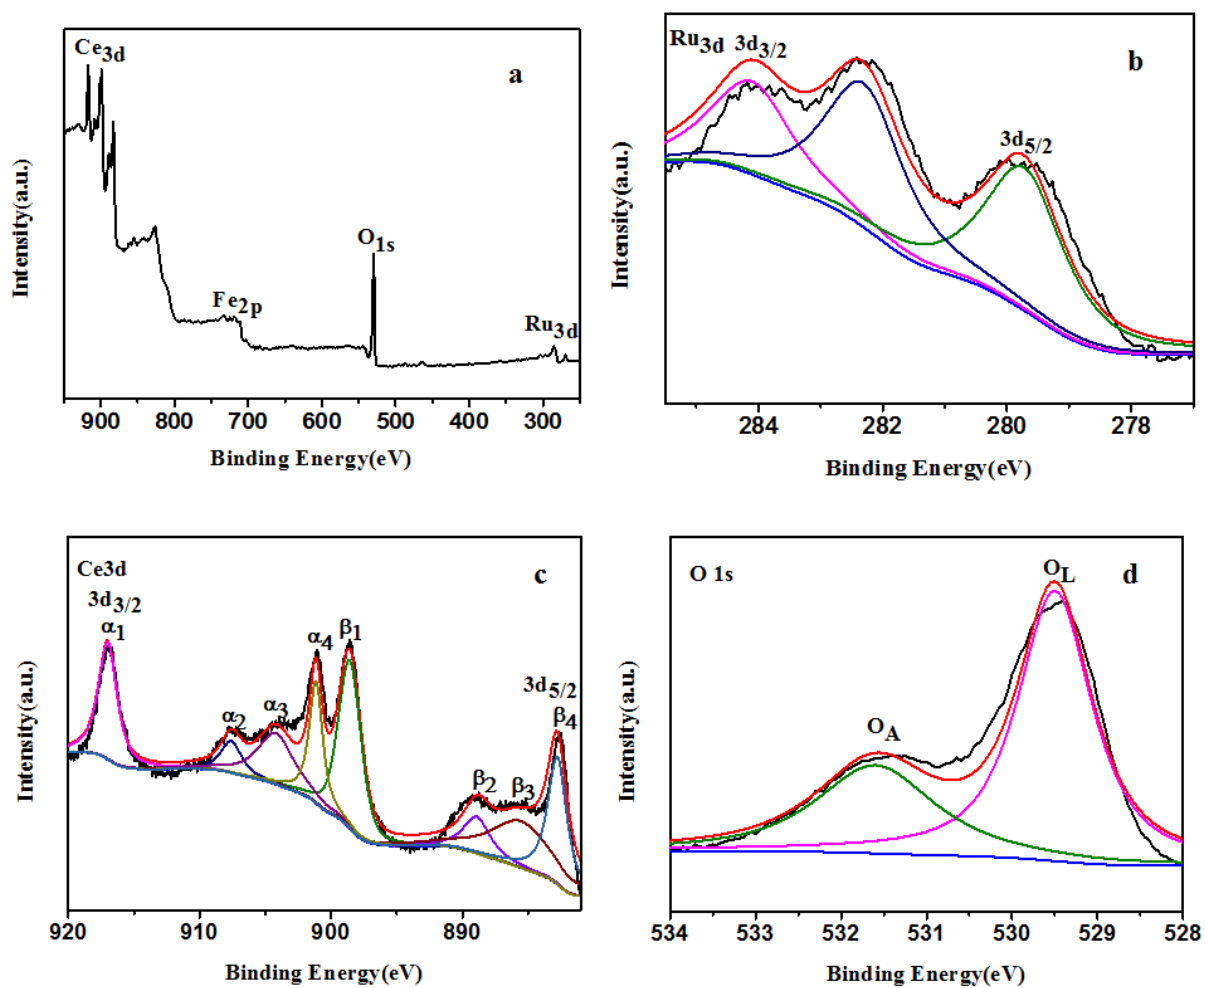 Ce3d
a
O1s
Fe2p
Ru3d
Intensity(a.u.)
900 800 700 600 500 400 300
Binding Energy(eV)
Ru3d 3d3/2
b
3d5/2
Intensity(a.u.)
284 282 280 278
Binding Energy(eV)
Ce3d
c
3d3/2
α1
α2
α3
α4
β1
3d5/2
β4
β2
β3
Intensity(a.u.)
920 910 900 890
Binding Energy(eV)
O 1s
OL
d
OA
Intensity(a.u.)
534 533 532 531 530 529 528
Binding Energy(eV)